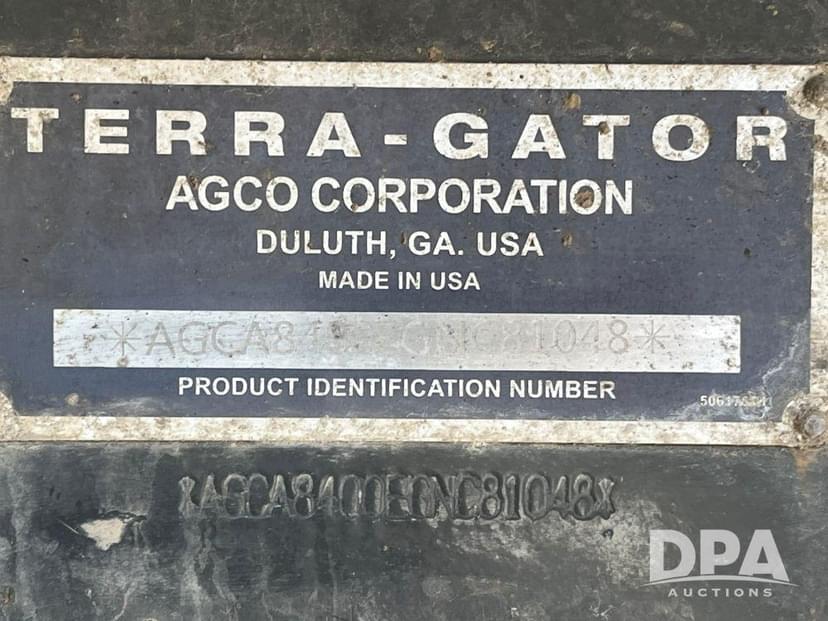 TERRA-GATOR
AGCO CORPORATION
DULUTH, GA. USA
MADE IN USA
PRODUCT IDENTIFICATION NUMBER
*AGCA8400EGNC81048*
DPA
AUCTIONS